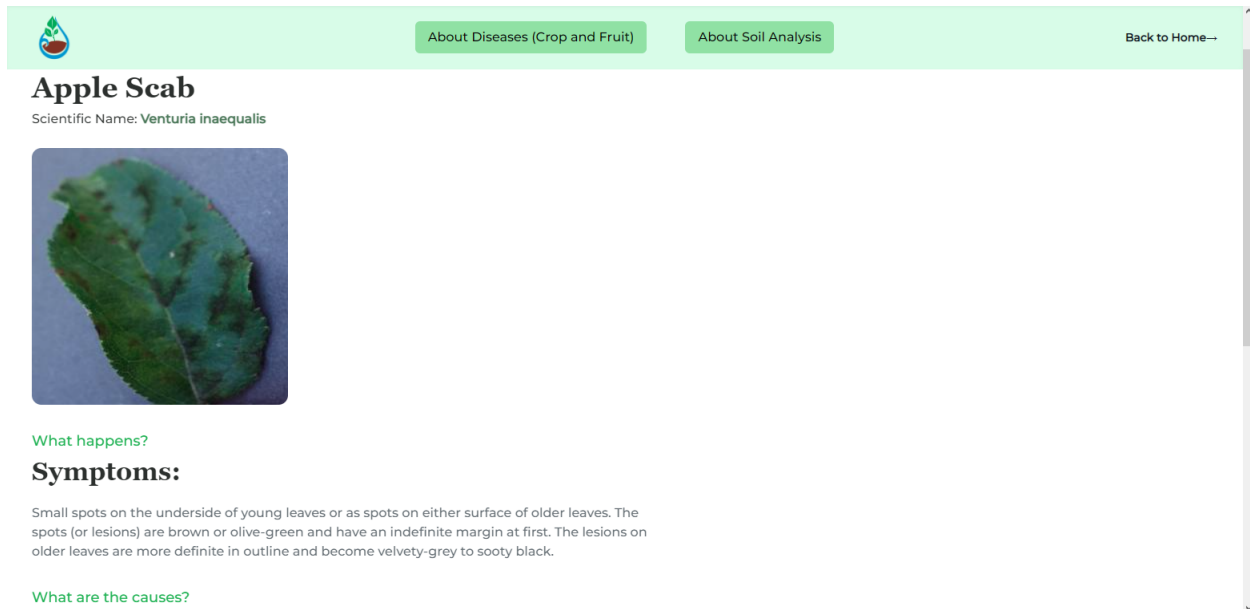 About Diseases (Crop and Fruit)
About Soil Analysis
Back to Home→
Apple Scab
Scientific Name: Venturia inaequalis
What happens?
Symptoms:
Small spots on the underside of young leaves or as spots on either surface of older leaves. The
spots (or lesions) are brown or olive-green and have an indefinite margin at first. The lesions on
older leaves are more definite in outline and become velvety-grey to sooty black.
What are the causes?